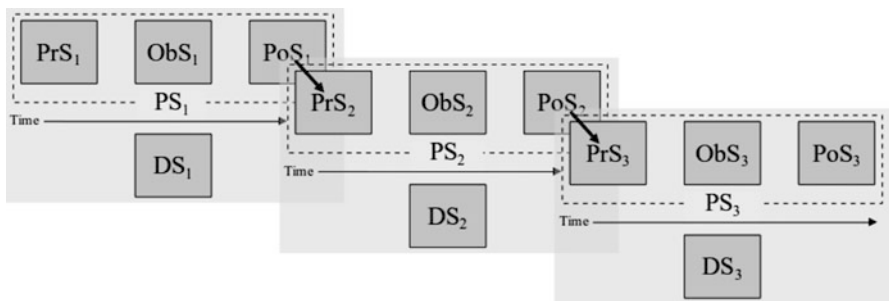 PrS₁ ObS₁ PoS₁
PS₁
Time
DS₁
PrS₂ ObS₂ PoS₂
PS₂
Time
DS₂
PrS₃ ObS₃ PoS₃
PS₃
Time
DS₃